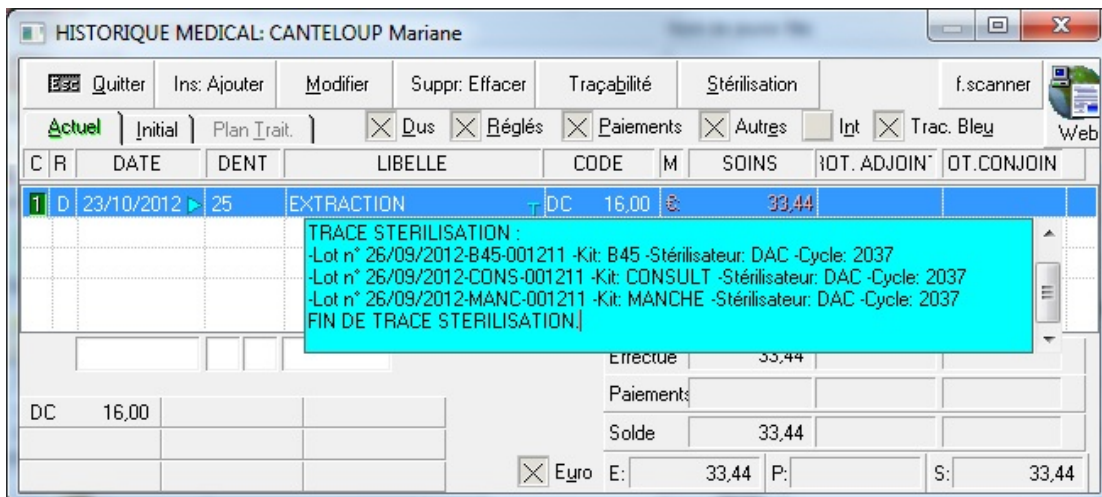 HISTORIQUE MEDICAL: CANTELOUP Mariane
Esc Quitter Ins: Ajouter Modifier Suppr: Effacer Traçabilité Stérilisation f.scanner
Actuel Initial Plan Trait. Dus Réglés Paiements Autres Int Trac. Bleu Web
C R DATE DENT LIBELLE CODE M SOINS ROT. ADJOINT OT.CONJOIN
1 D 23/10/2012 25 EXTRACTION DC 16,00 € 33,44
TRACE STERILISATION :
-Lot n° 26/09/2012-B45-001211 -Kit: B45 -Stérilisateur: DAC -Cycle: 2037
-Lot n° 26/09/2012-CONS-001211 -Kit: CONSULT -Stérilisateur: DAC -Cycle: 2037
-Lot n° 26/09/2012-MANC-001211 -Kit: MANCHE -Stérilisateur: DAC -Cycle: 2037
FIN DE TRACE STERILISATION.
Effectué 33,44
Paiements
DC 16,00
Solde 33,44
Euro E: 33,44 P: S: 33,44